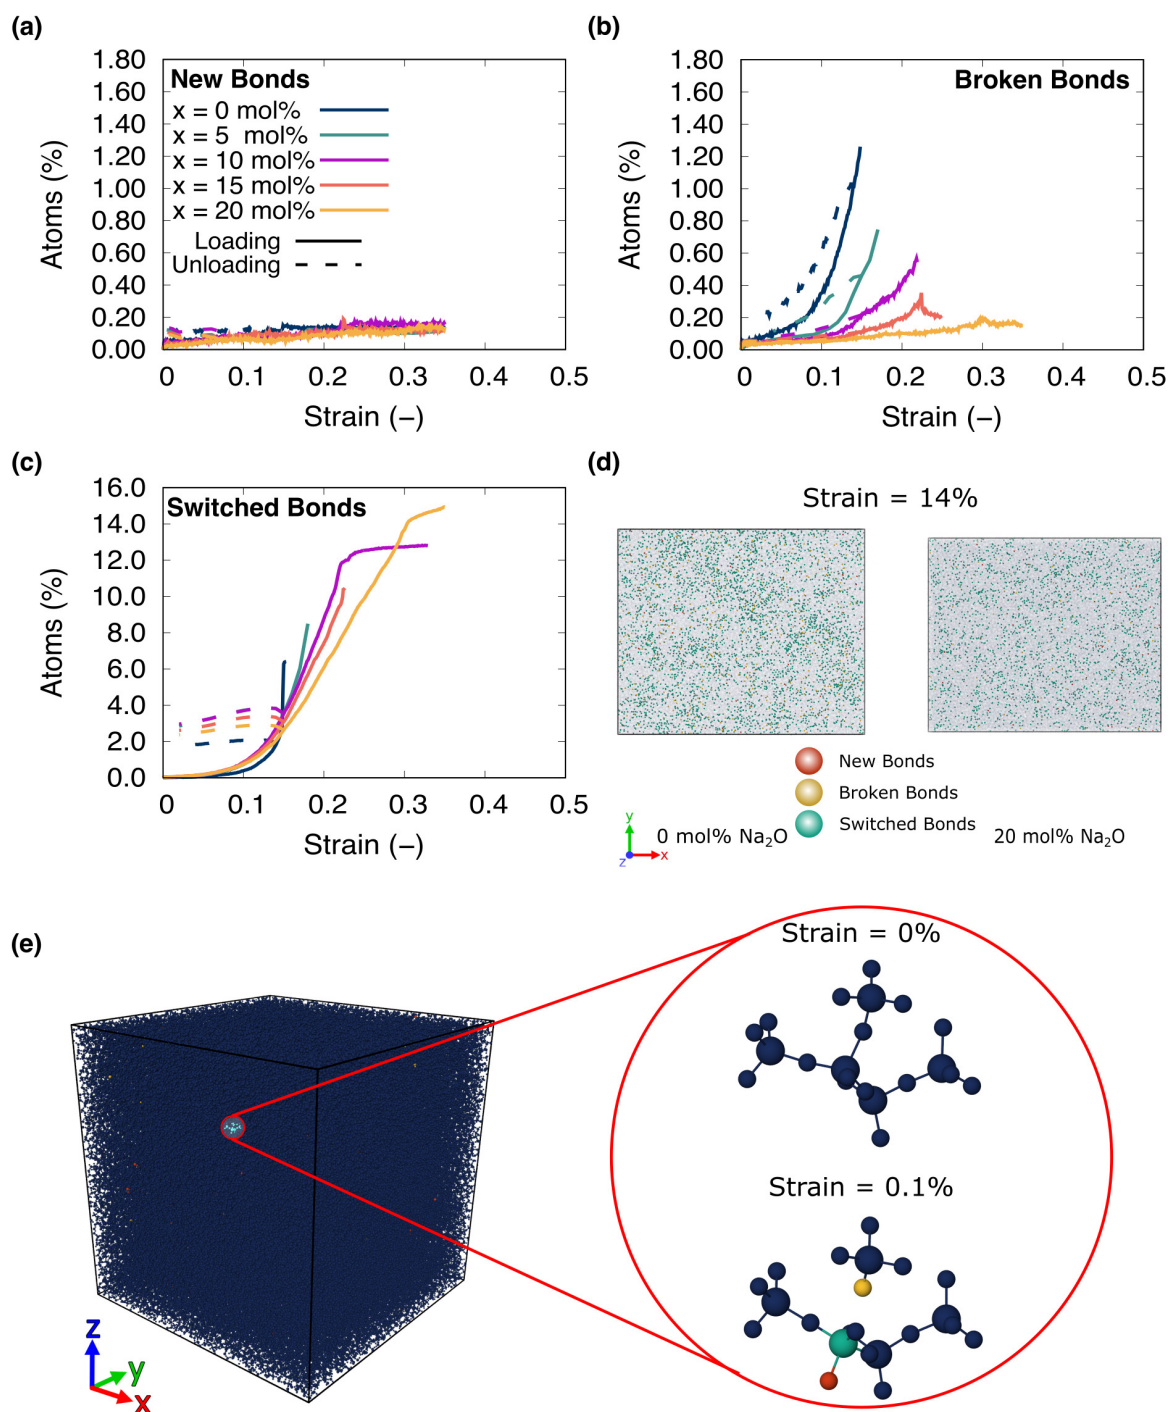 (a)
1.80
1.60
1.40
1.20
1.00
0.80
0.60
0.40
0.20
0.00
Atoms (%)
New Bonds
x = 0 mol%
x = 5 mol%
x = 10 mol%
x = 15 mol%
x = 20 mol%
Loading
Unloading
0 0.1 0.2 0.3 0.4 0.5
Strain (–)
(b)
1.80
1.60
1.40
1.20
1.00
0.80
0.60
0.40
0.20
0.00
Atoms (%)
Broken Bonds
0 0.1 0.2 0.3 0.4 0.5
Strain (–)
(c)
16.0
14.0
12.0
10.0
8.0
6.0
4.0
2.0
0.0
Atoms (%)
Switched Bonds
0 0.1 0.2 0.3 0.4 0.5
Strain (–)
(d)
Strain = 14%
New Bonds
Broken Bonds
Switched Bonds
y
z
x
0 mol% Na₂O
20 mol% Na₂O
(e)
Strain = 0%
Strain = 0.1%
z
y
x